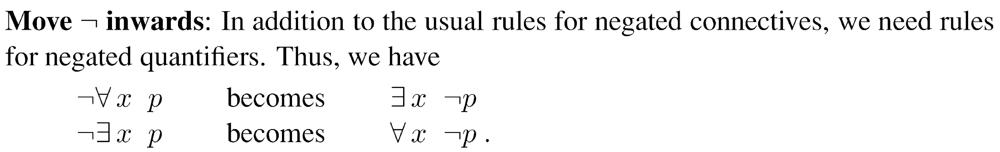 Move ¬ inwards: In addition to the usual rules for negated connectives, we need rules
for negated quantifiers. Thus, we have
¬∀ x p becomes ∃ x ¬p
¬∃ x p becomes ∀ x ¬p .